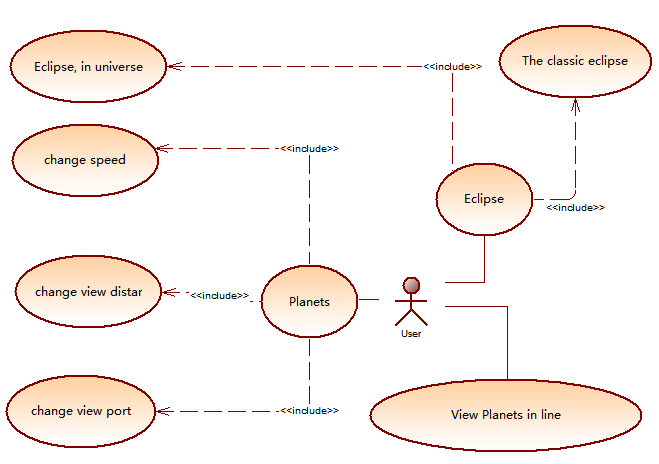 The classic eclipse
Eclipse, in universe
<<include>>
<<include>>
change speed
Eclipse
<<include>>
change view distar
<<include>>
Planets
User
change view port
<<include>>
View Planets in line